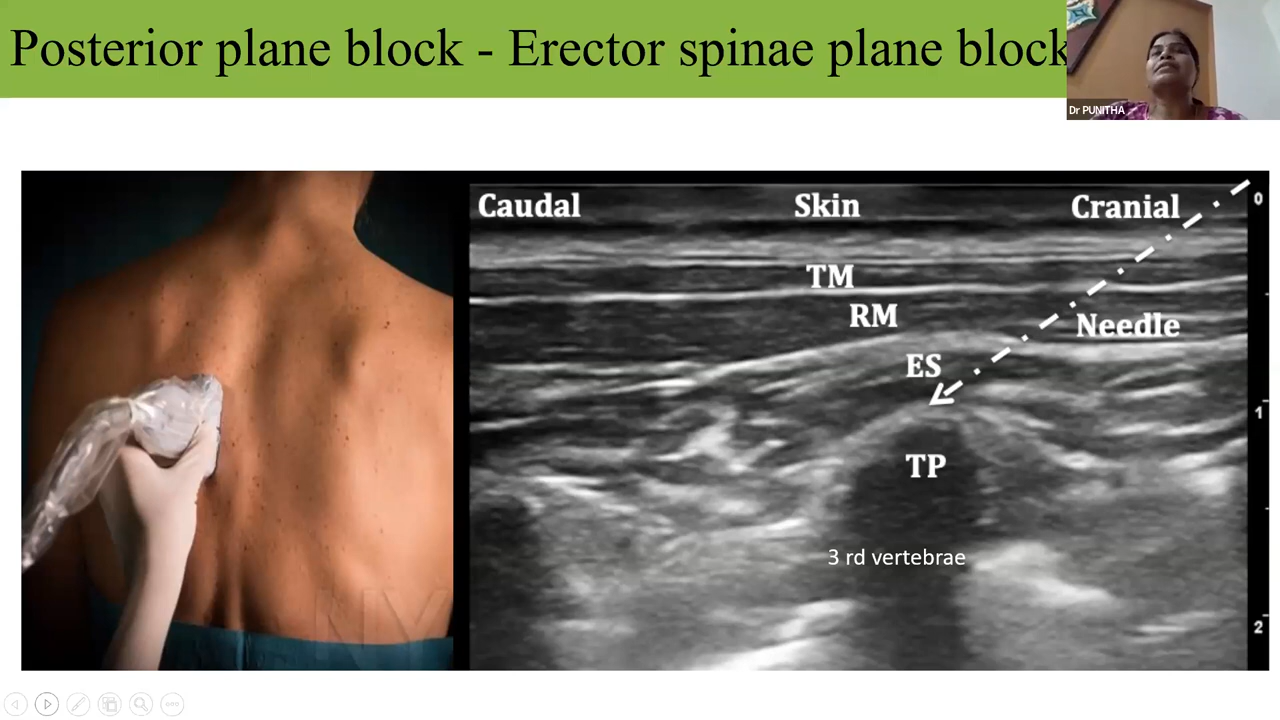 Posterior plane block - Erector spinae plane block
Dr PUNITHA
Caudal
Skin
Cranial
0
TM
RM
Needle
ES
1
TP
3 rd vertebrae
2
NY